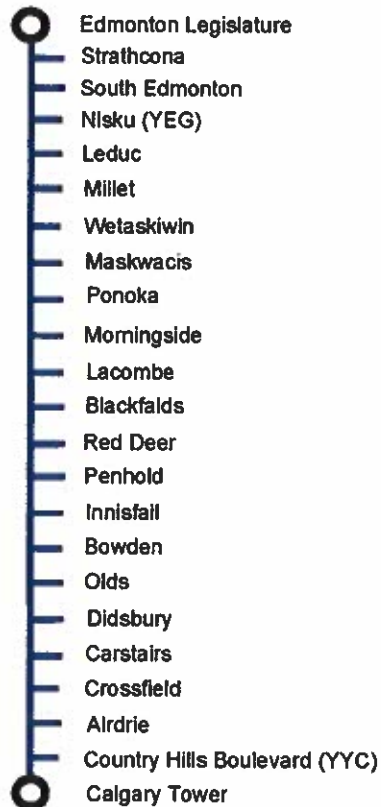 Edmonton Legislature
Strathcona
South Edmonton
Nisku (YEG)
Leduc
Millet
Wetaskiwin
Maskwacis
Ponoka
Morningside
Lacombe
Blackfalds
Red Deer
Penhold
Innisfail
Bowden
Olds
Didsbury
Carstairs
Crossfield
Airdrie
Country Hills Boulevard (YYC)
Calgary Tower